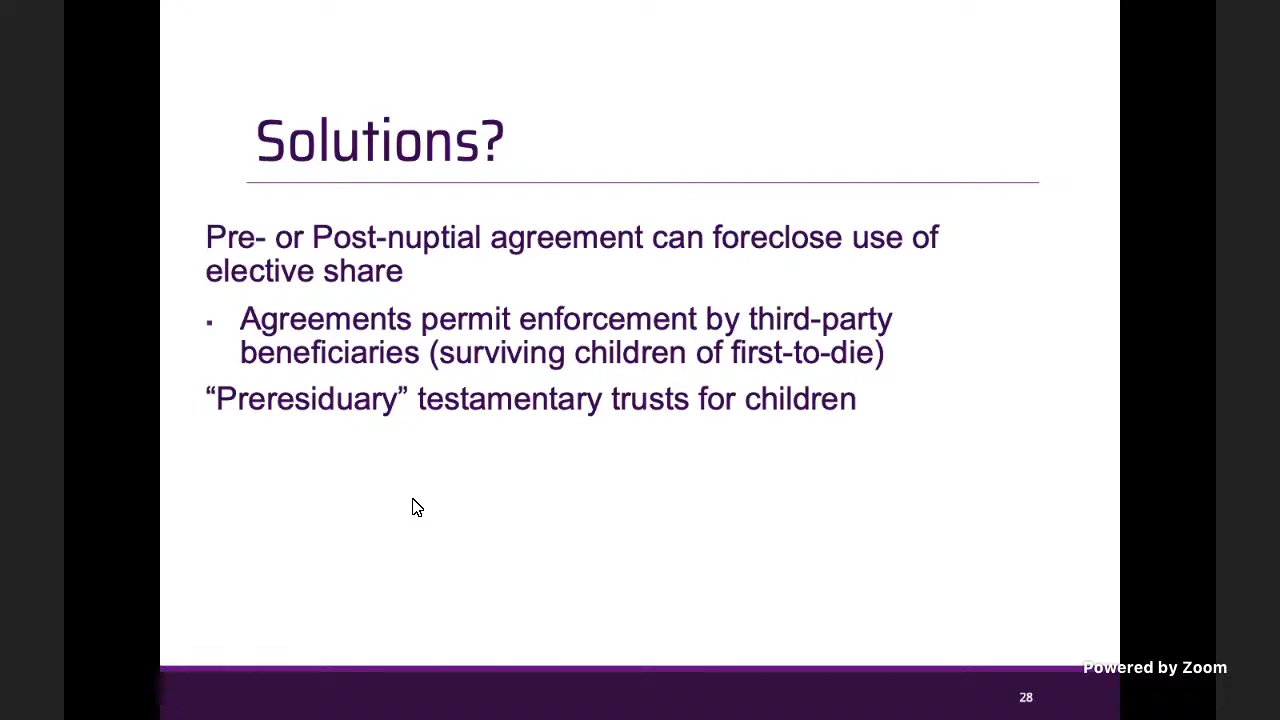 Solutions?
Pre- or Post-nuptial agreement can foreclose use of
elective share
▪ Agreements permit enforcement by third-party
beneficiaries (surviving children of first-to-die)
“Preresiduary” testamentary trusts for children
Powered by Zoom
28